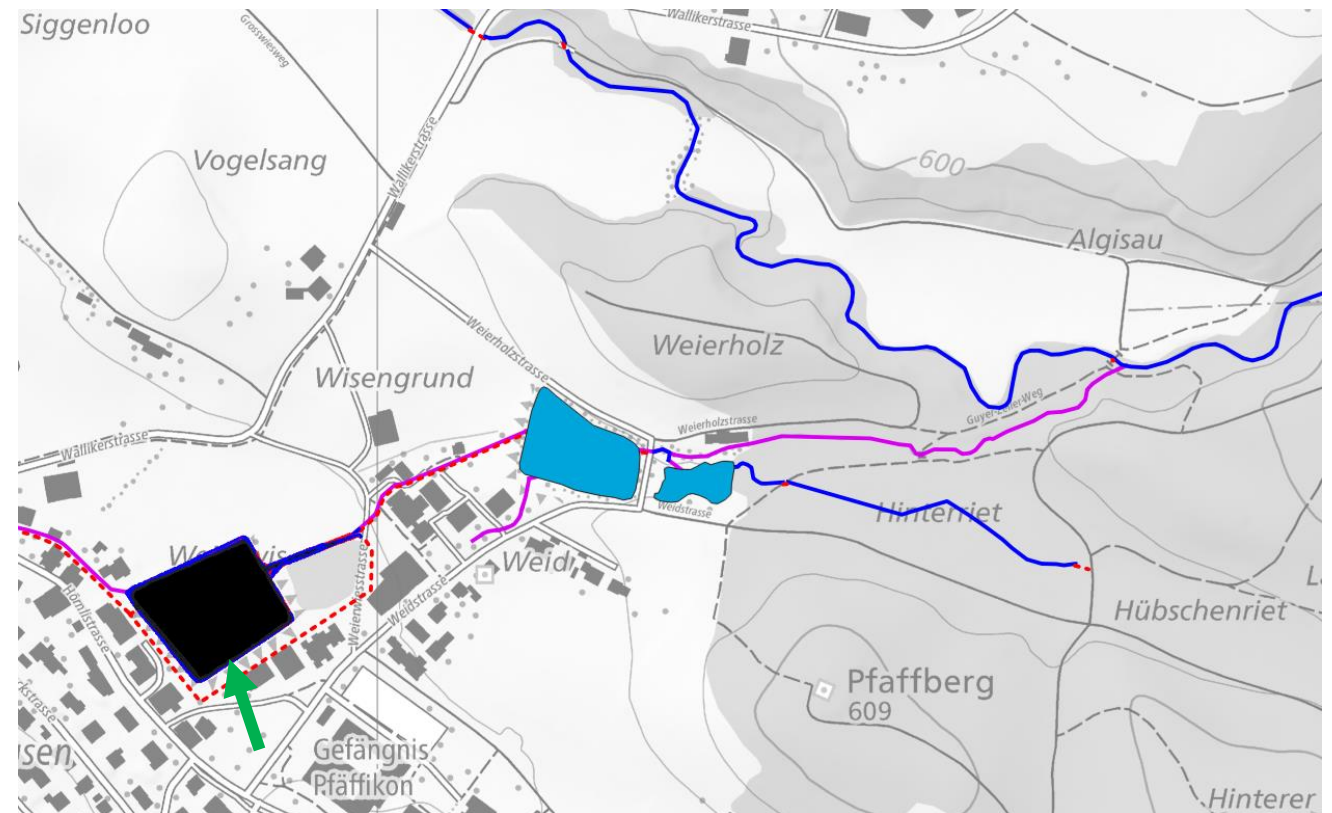 Siggenloo
Grosswiesweg
Wallikerstrasse
Vogelsang
Wallikerstrasse
600
Algisau
Weierholzstrasse
Weierholz
Wisengrund
Weierholzstrasse
Guyer-Zeller-Weg
Wallikerstrasse
Weidstrasse
Hinterriet
Weid
Hörnlistrasse
Weierwiesstrasse
Weidstrasse
Hübschenriet
Pfaffberg
609
Gefängnis
Pfäffikon
Hinterer